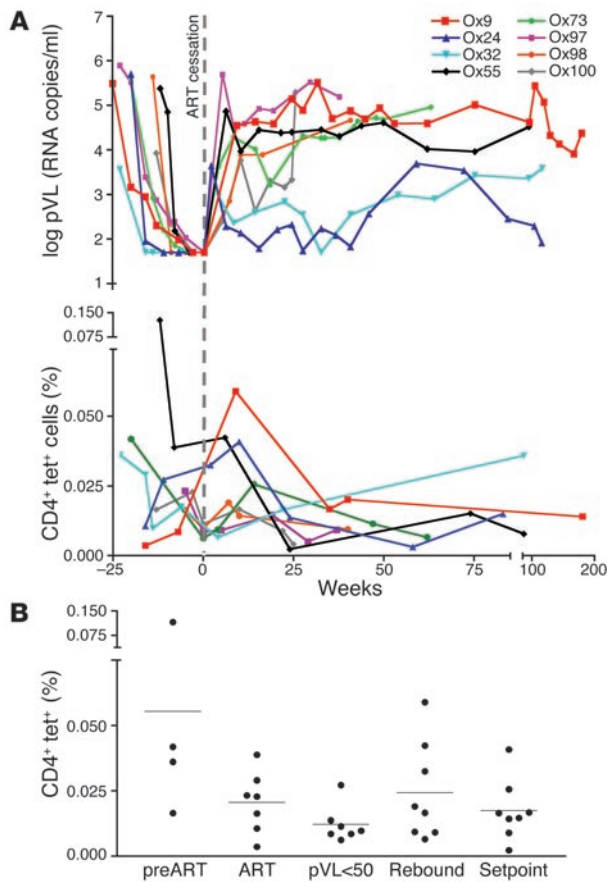 A
ART cessation
Ox9
Ox24
Ox32
Ox55
Ox73
Ox97
Ox98
Ox100
log pVL (RNA copies/ml)
7
6
5
4
3
2
1
CD4+ tet+ cells (%)
0.150
0.075
0.050
0.025
0.000
−25 0 25 50 75 100 200
Weeks
B
CD4+ tet+ (%)
0.150
0.075
0.050
0.025
0.000
preART ART pVL<50 Rebound Setpoint